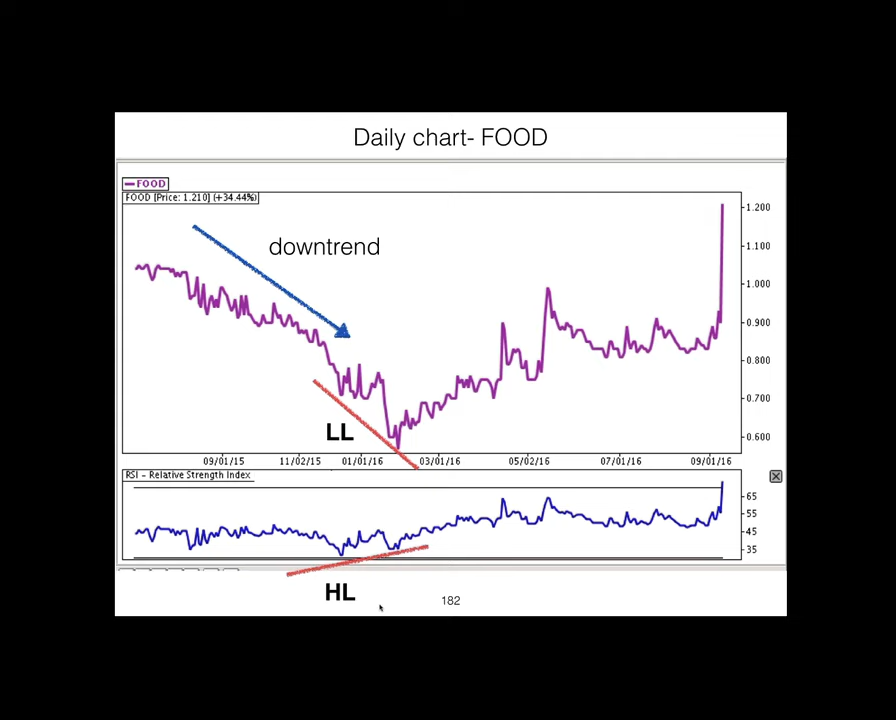 Daily chart- FOOD
FOOD
FOOD [Price: 1.210] (+34.44%)
1.200
downtrend
1.100
1.000
0.900
0.800
0.700
LL
0.600
09/01/15 11/02/15 01/01/16 03/01/16 05/02/16 07/01/16 09/01/16
RSI - Relative Strength Index
65
55
45
35
HL
182